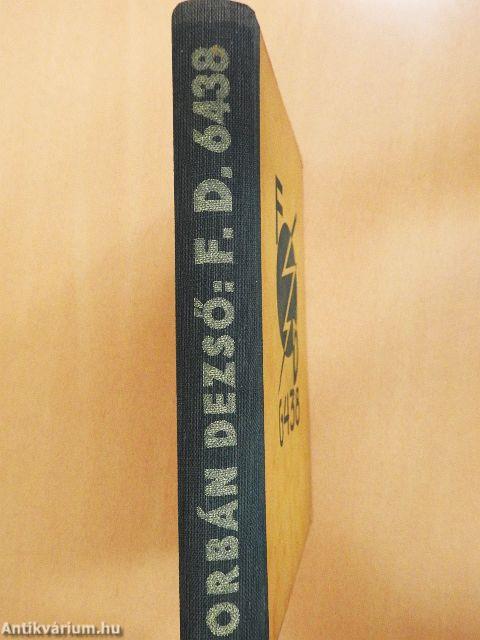 ORBÁN DEZSŐ: F. D. 6438
F
D
6438
Antikvárium.hu